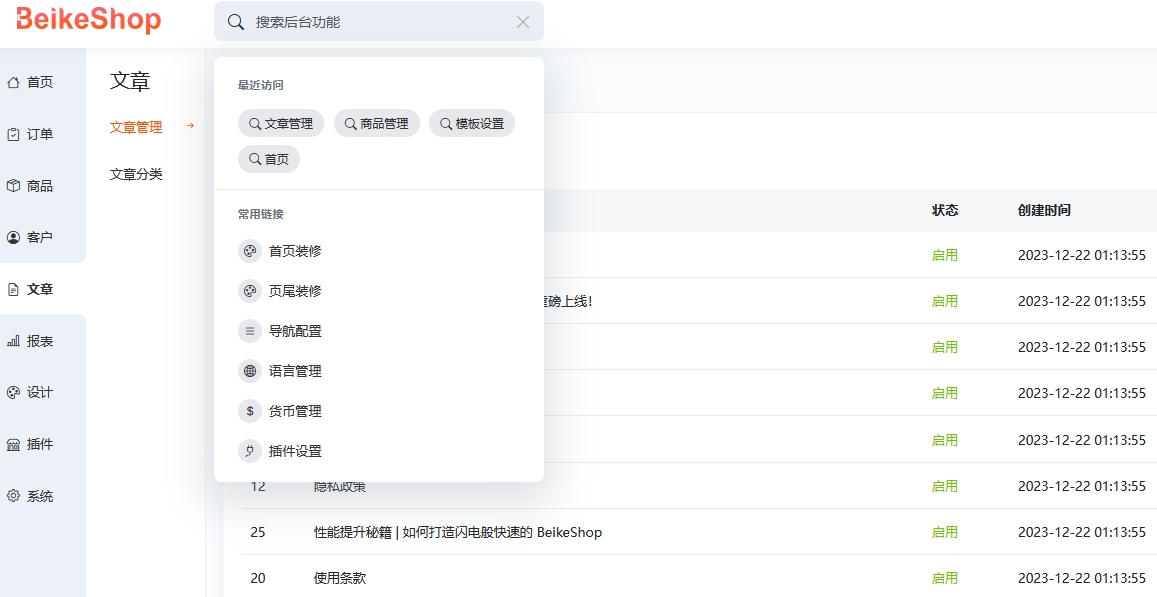 BeikeShop
搜索后台功能
首页
订单
商品
客户
文章
报表
设计
插件
系统
文章
文章管理
文章分类
最近访问
文章管理 商品管理 模板设置
首页
常用链接
首页装修
页尾装修
导航配置
语言管理
货币管理
插件设置
状态 创建时间
启用 2023-12-22 01:13:55
磅上线! 启用 2023-12-22 01:13:55
启用 2023-12-22 01:13:55
启用 2023-12-22 01:13:55
启用 2023-12-22 01:13:55
12 隐私政策 启用 2023-12-22 01:13:55
25 性能提升秘籍 | 如何打造闪电般快速的 BeikeShop 启用 2023-12-22 01:13:55
20 使用条款 启用 2023-12-22 01:13:55